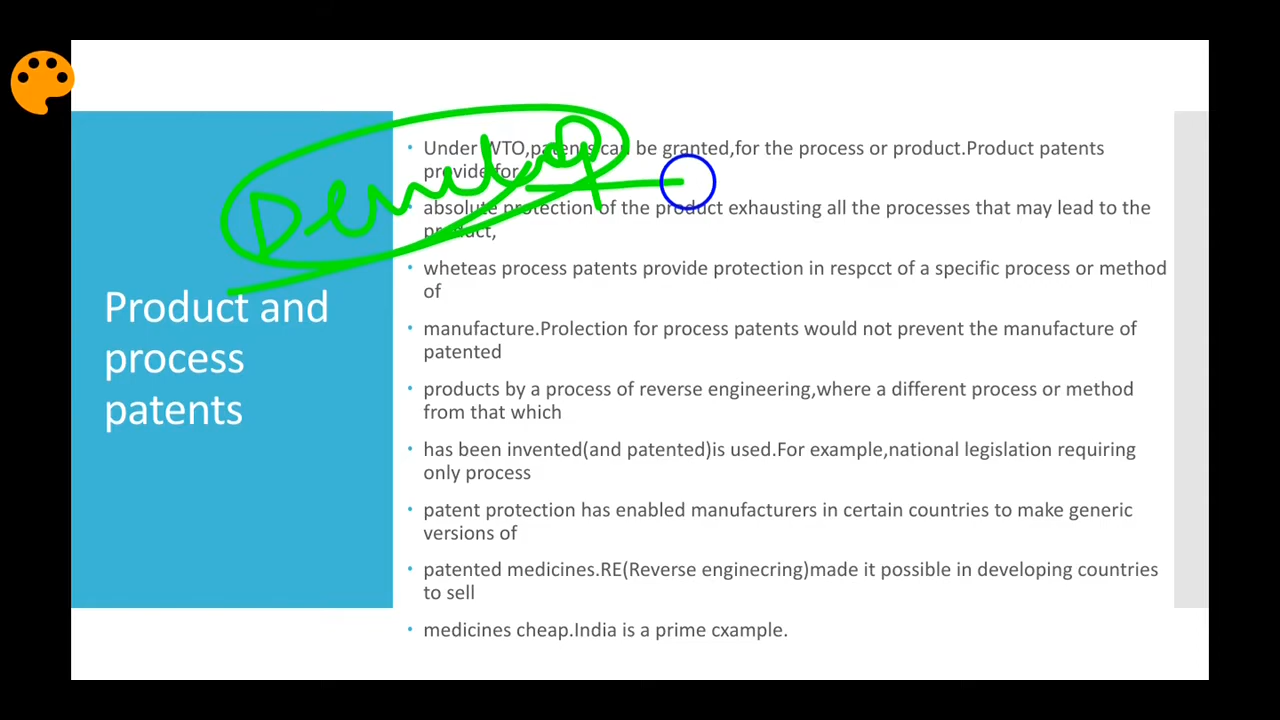 Product and
process
patents
Under WTO,patents can be granted,for the process or product.Product patents
provide for
absolute protection of the product exhausting all the processes that may lead to the
product,
wheteas process patents provide protection in respcct of a specific process or method
of
manufacture.Prolection for process patents would not prevent the manufacture of
patented
products by a process of reverse engineering,where a different process or method
from that which
has been invented(and patented)is used.For example,national legislation requiring
only process
patent protection has enabled manufacturers in certain countries to make generic
versions of
patented medicines.RE(Reverse enginecring)made it possible in developing countries
to sell
medicines cheap.India is a prime cxample.